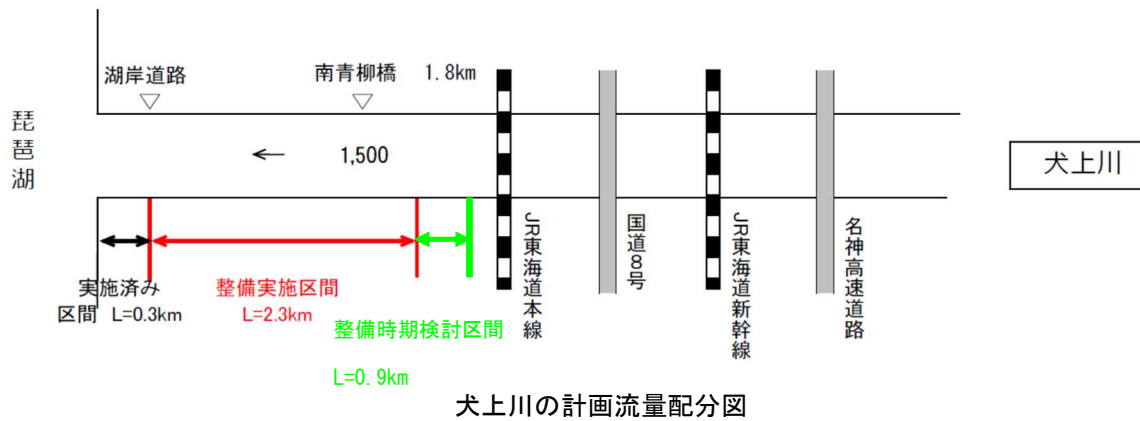 湖岸道路
南青柳橋 1.8km
琵琶湖
← 1,500
犬上川
実施済み
区間 L=0.3km
整備実施区間
L=2.3km
整備時期検討区間
L=0.9km
JR東海道本線
国道8号
JR東海道新幹線
名神高速道路
犬上川の計画流量配分図